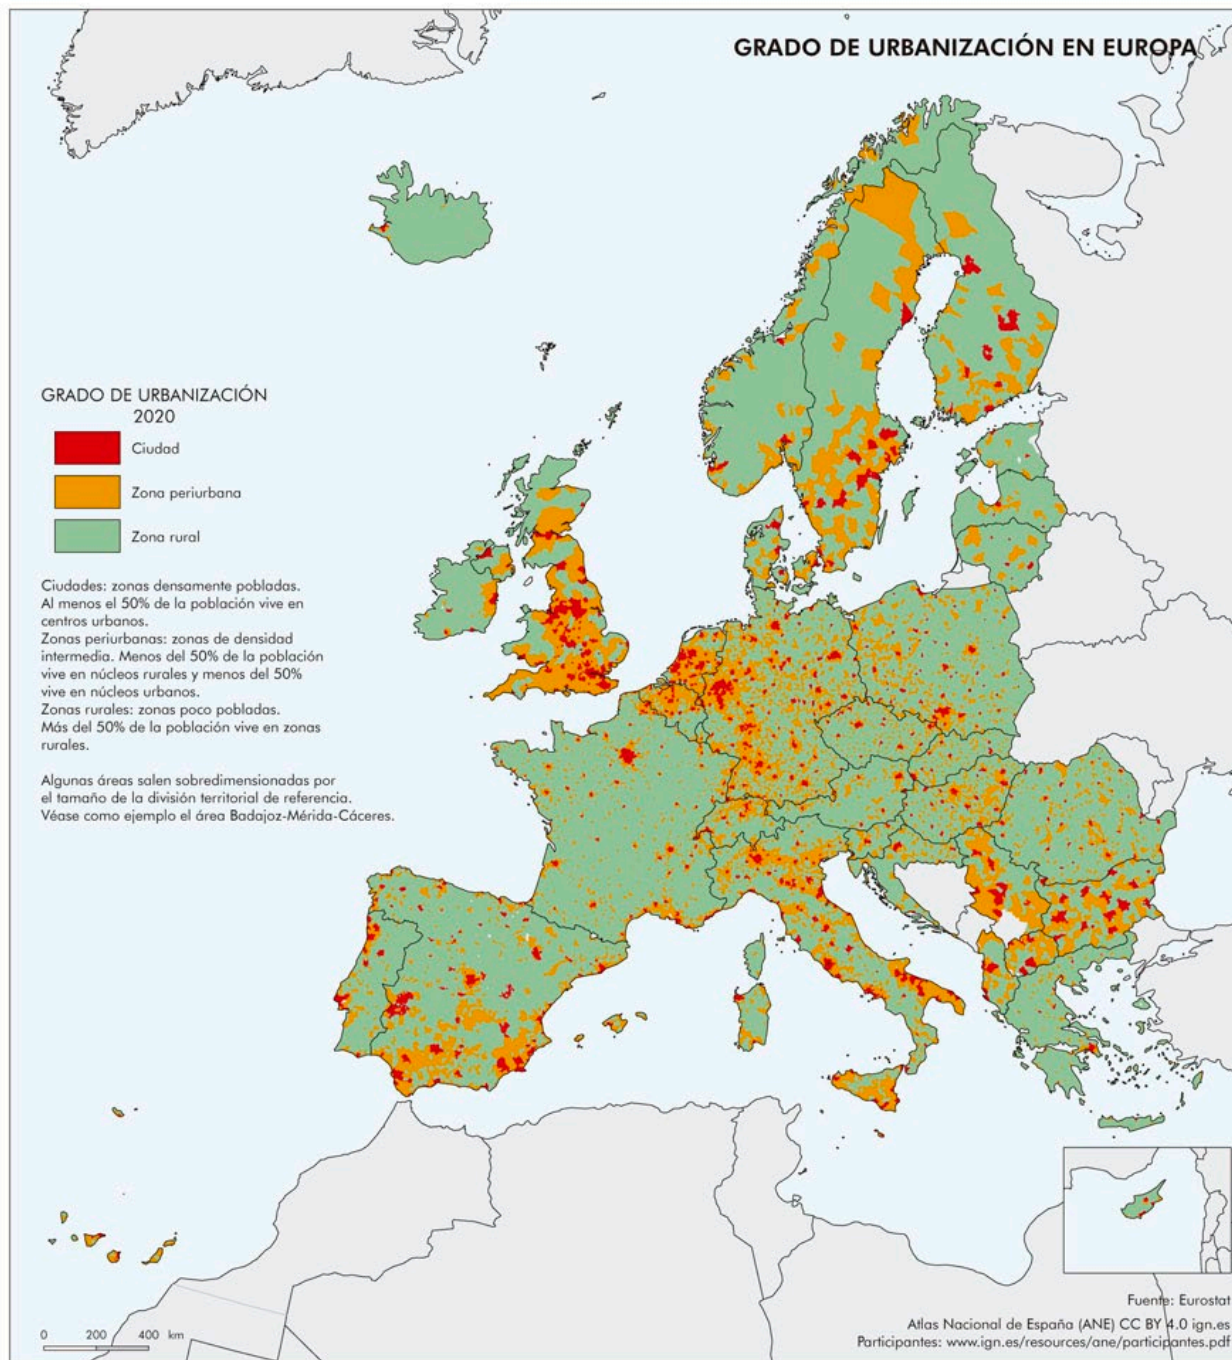 GRADO DE URBANIZACIÓN EN EUROPA
GRADO DE URBANIZACIÓN
2020
Ciudad
Zona periurbana
Zona rural
Ciudades: zonas densamente pobladas.
Al menos el 50% de la población vive en
centros urbanos.
Zonas periurbanas: zonas de densidad
intermedia. Menos del 50% de la población
vive en núcleos rurales y menos del 50%
vive en núcleos urbanos.
Zonas rurales: zonas poco pobladas.
Más del 50% de la población vive en zonas
rurales.
Algunas áreas salen sobredimensionadas por
el tamaño de la división territorial de referencia.
Véase como ejemplo el área Badajoz-Mérida-Cáceres.
0 200 400 km
Fuente: Eurostat
Atlas Nacional de España (ANE) CC BY 4.0 ign.es
Participantes: www.ign.es/resources/ane/participantes.pdf